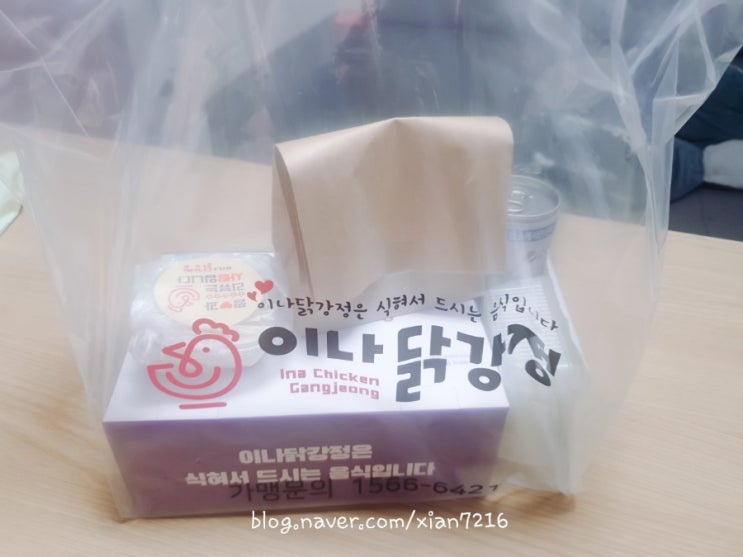 이나닭강정은 식혀서 드시는 음식입니다
이나닭강정
Ina Chicken
Gangjeong
이나닭강정은
식혀서 드시는 음식입니다
가맹문의 1566-6421
blog.naver.com/xian7216